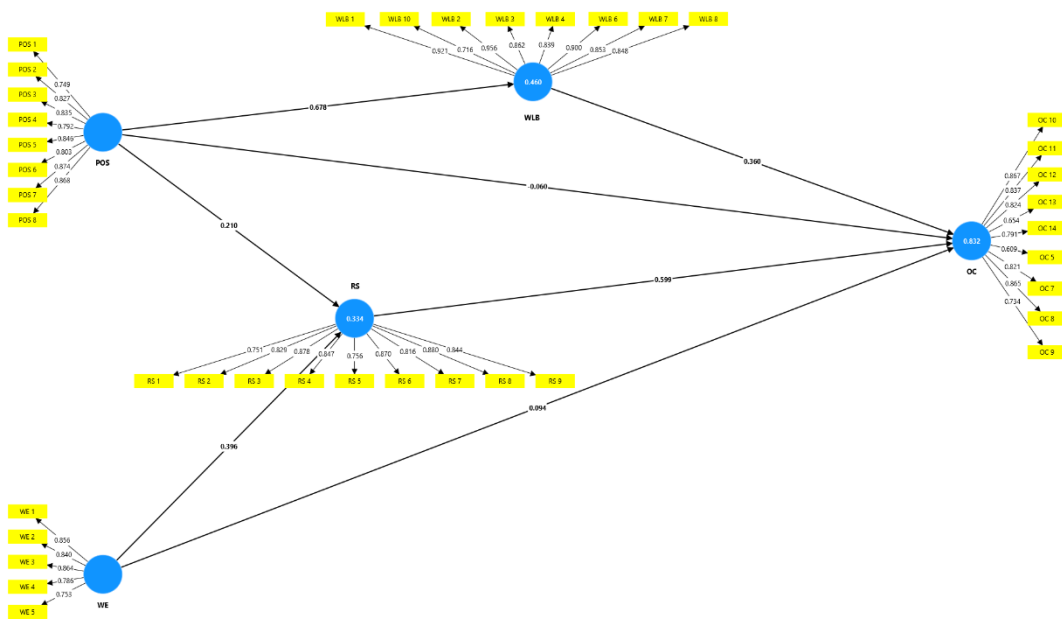 WLB 1 WLB 10 WLB 2 WLB 3 WLB 4 WLB 6 WLB 7 WLB 8
0.921 0.716 0.956 0.862 0.839 0.900 0.853 0.848
0.460
WLB
POS 1
POS 2
POS 3
POS 4
POS 5
POS 6
POS 7
POS 8
0.749
0.827
0.835
0.792
0.846
0.803
0.874
0.868
POS
0.678
0.360
-0.060
0.210
0.599
0.094
0.396
OC 10
OC 11
OC 12
OC 13
OC 14
OC 5
OC 7
OC 8
OC 9
0.867
0.837
0.824
0.654
0.791
0.609
0.821
0.865
0.734
0.832
OC
RS
0.334
0.751 0.829 0.878 0.847 0.756 0.870 0.816 0.880 0.844
RS 1 RS 2 RS 3 RS 4 RS 5 RS 6 RS 7 RS 8 RS 9
WE 1
WE 2
WE 3
WE 4
WE 5
0.856
0.840
0.864
0.786
0.753
WE